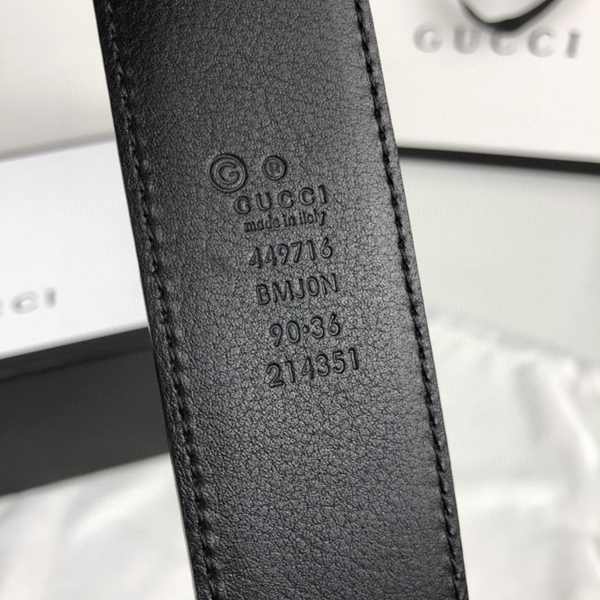 GUCCI
G ®
GUCCI
made in italy
449716
BMJ0N
90·36
214351
CCI